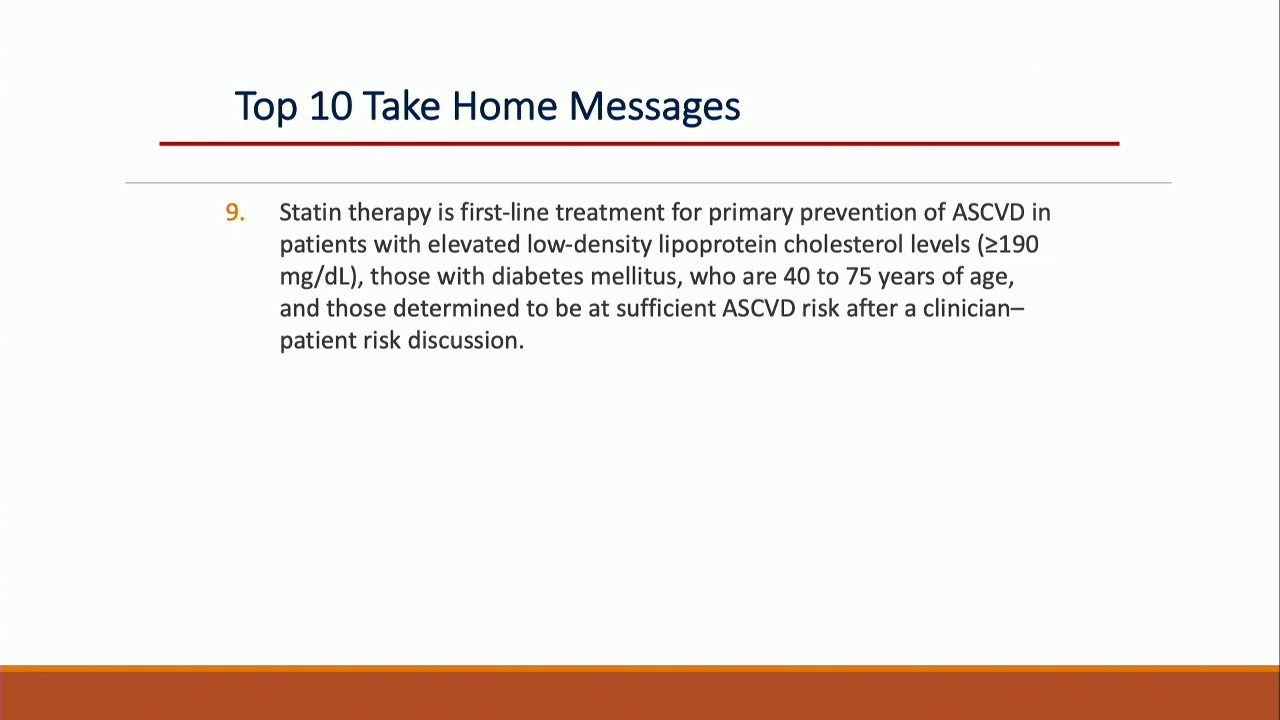 Top 10 Take Home Messages
9. Statin therapy is first-line treatment for primary prevention of ASCVD in
patients with elevated low-density lipoprotein cholesterol levels (≥190
mg/dL), those with diabetes mellitus, who are 40 to 75 years of age,
and those determined to be at sufficient ASCVD risk after a clinician–
patient risk discussion.